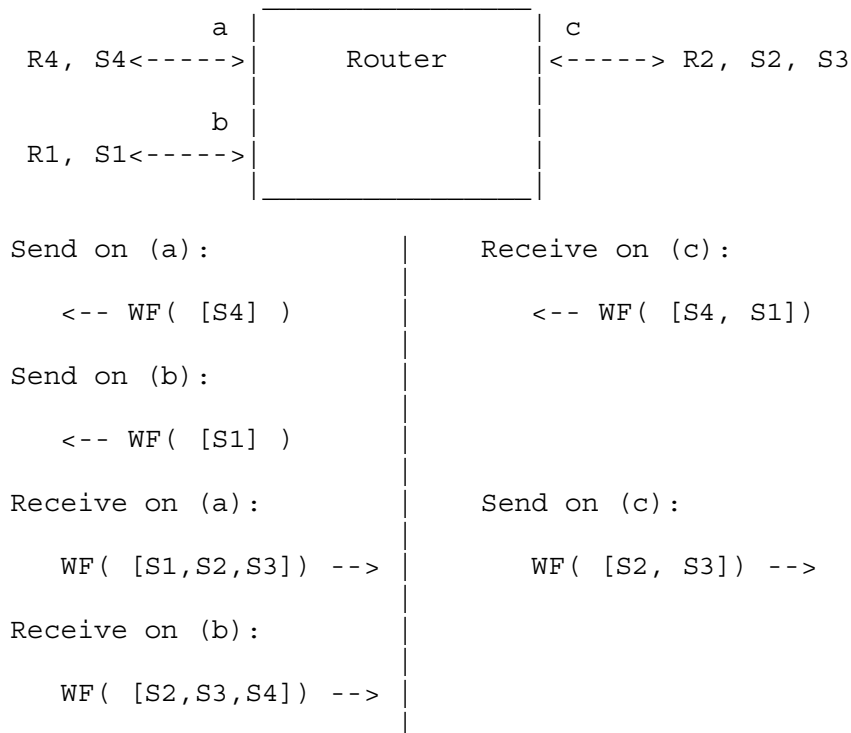 a c
R4, S4<----->| Router |<-----> R2, S2, S3
b
R1, S1<----->|
Send on (a): | Receive on (c):
<-- WF( [S4] ) | <-- WF( [S4, S1])
Send on (b): |
<-- WF( [S1] ) |
Receive on (a): | Send on (c):
WF( [S1,S2,S3]) --> | WF( [S2, S3]) -->
Receive on (b): |
WF( [S2,S3,S4]) --> |